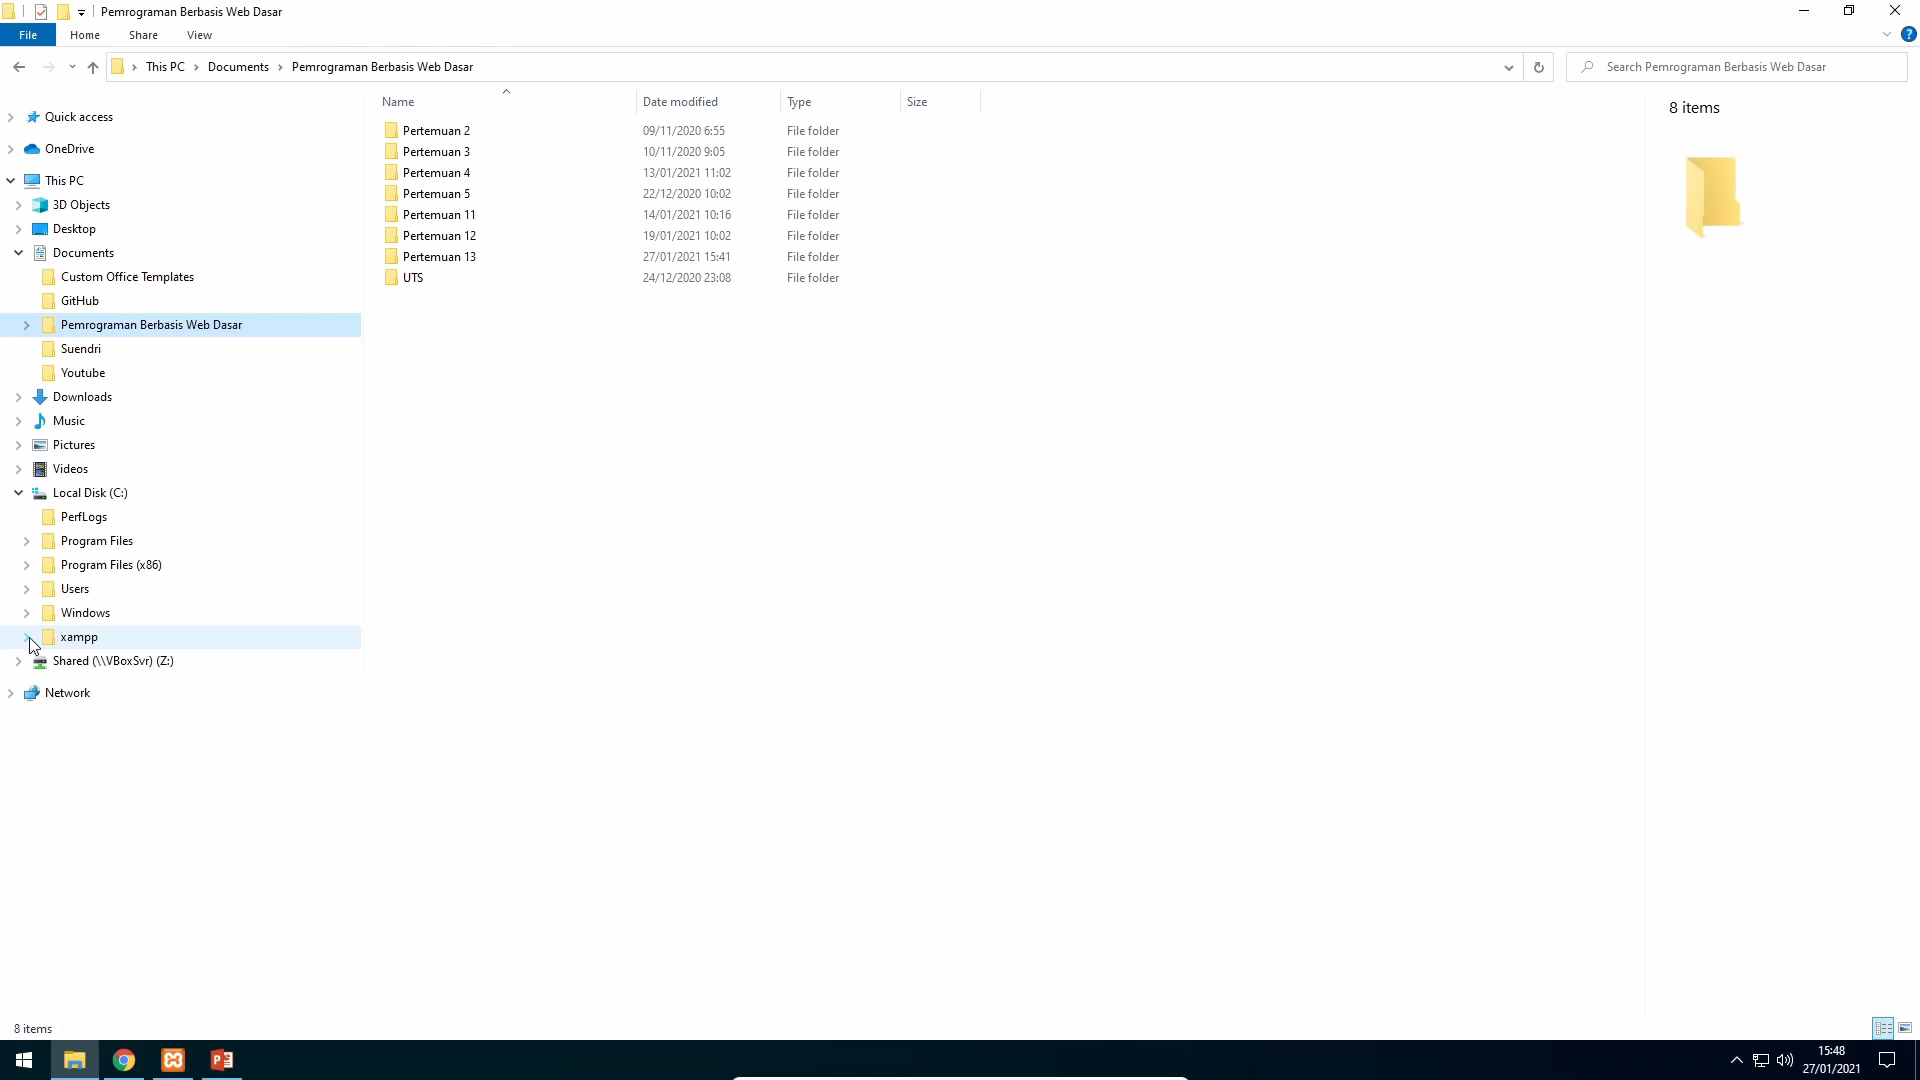 Pemrograman Berbasis Web Dasar
File Home Share View
This PC Documents Pemrograman Berbasis Web Dasar
Search Pemrograman Berbasis Web Dasar
Quick access
OneDrive
This PC
3D Objects
Desktop
Documents
Custom Office Templates
GitHub
Pemrograman Berbasis Web Dasar
Suendri
Youtube
Downloads
Music
Pictures
Videos
Local Disk (C:)
PerfLogs
Program Files
Program Files (x86)
Users
Windows
xampp
Shared (\\VBoxSvr) (Z:)
Network
Name Date modified Type Size
Pertemuan 2 09/11/2020 6:55 File folder
Pertemuan 3 10/11/2020 9:05 File folder
Pertemuan 4 13/01/2021 11:02 File folder
Pertemuan 5 22/12/2020 10:02 File folder
Pertemuan 11 14/01/2021 10:16 File folder
Pertemuan 12 19/01/2021 10:02 File folder
Pertemuan 13 27/01/2021 15:41 File folder
UTS 24/12/2020 23:08 File folder
8 items
8 items
15:48
27/01/2021